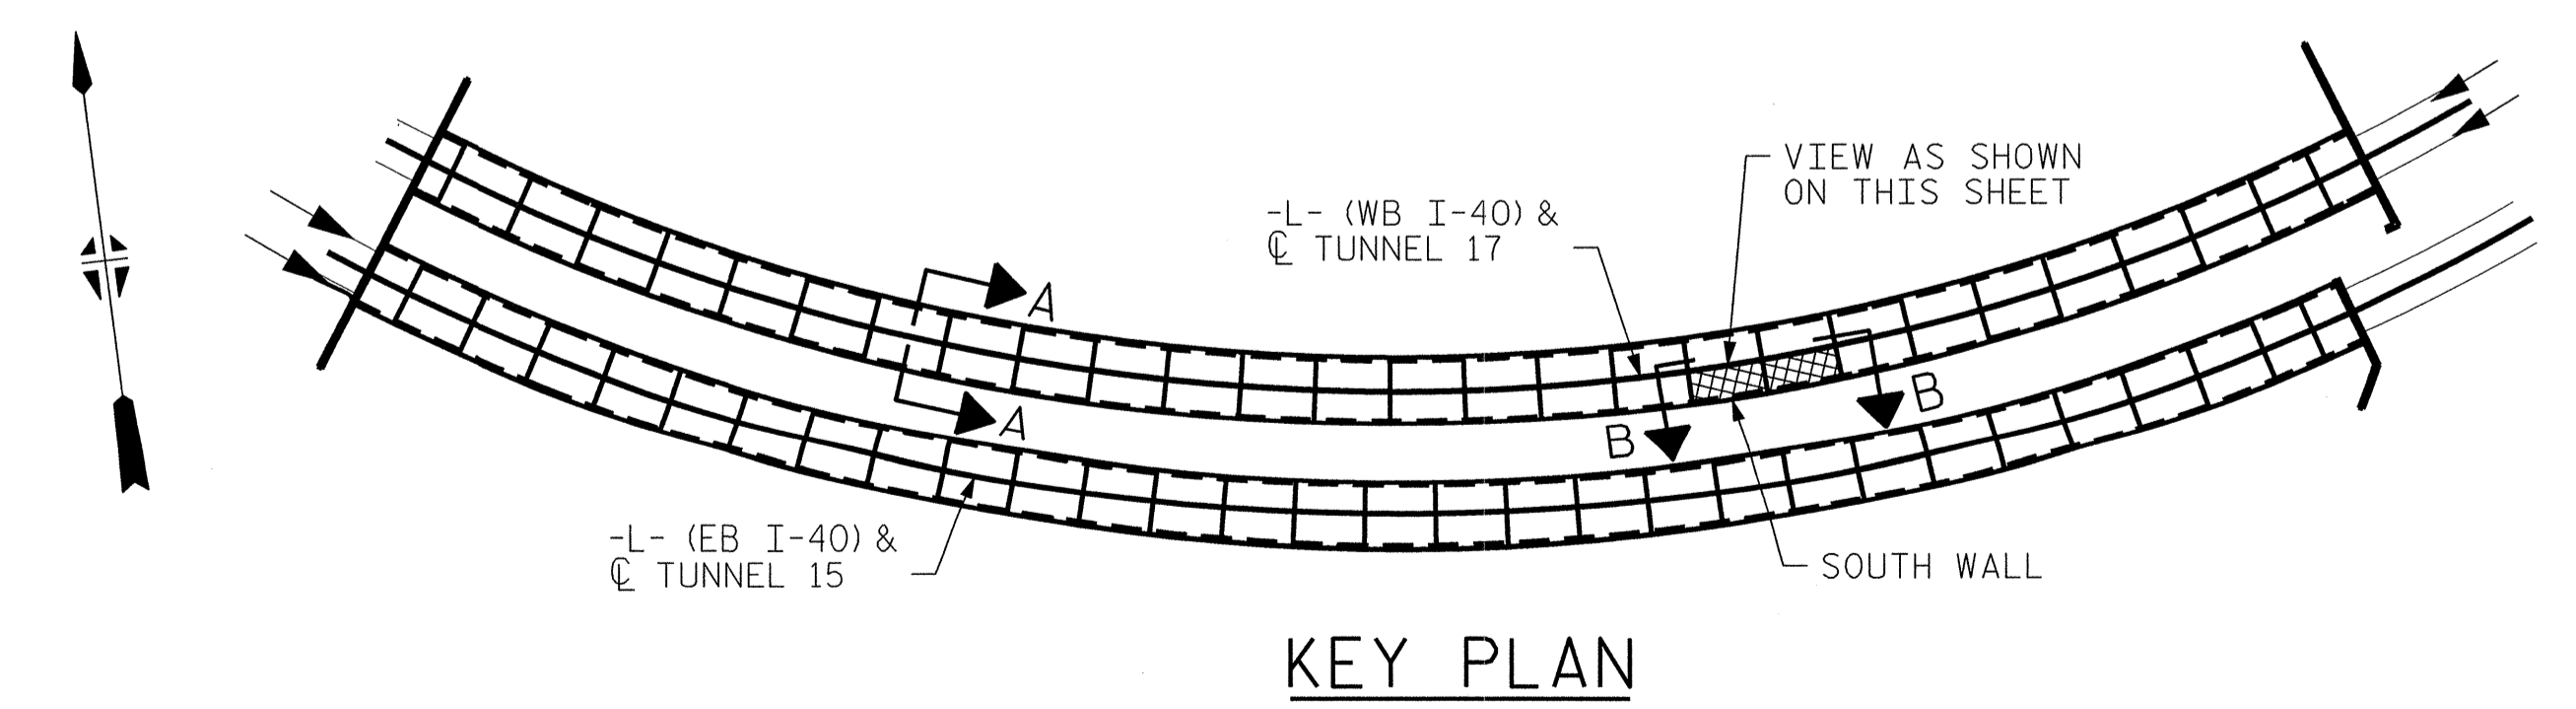 VIEW AS SHOWN
ON THIS SHEET
-L- (WB I-40) &
℄ TUNNEL 17
A
A
B
B
-L- (EB I-40) &
℄ TUNNEL 15
SOUTH WALL
KEY PLAN